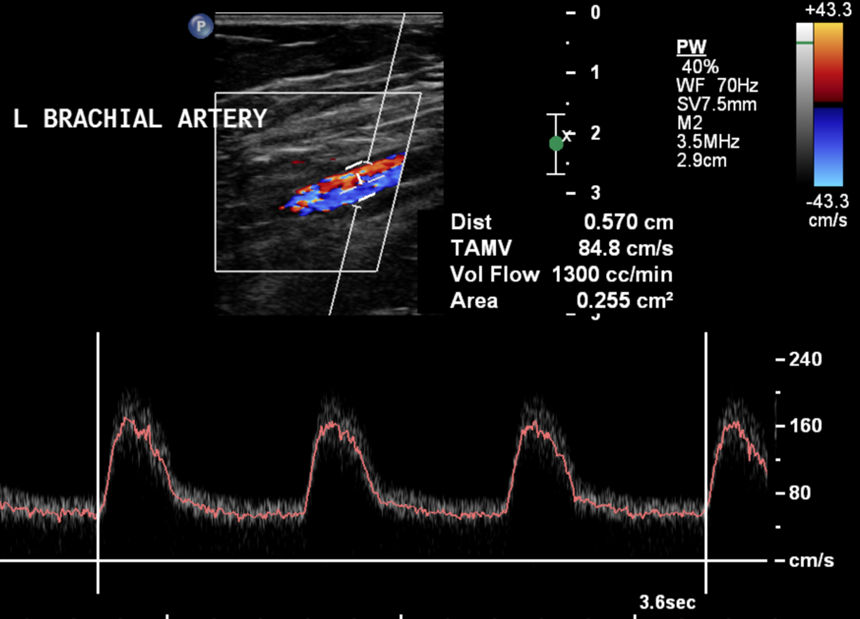 P
+43.3
0
PW
40%
1
WF 70Hz
SV7.5mm
L BRACHIAL ARTERY
M2
2
x
3.5MHz
2.9cm
3
-43.3
cm/s
Dist 0.570 cm
TAMV 84.8 cm/s
Vol Flow 1300 cc/min
Area 0.255 cm²
240
160
80
cm/s
3.6sec